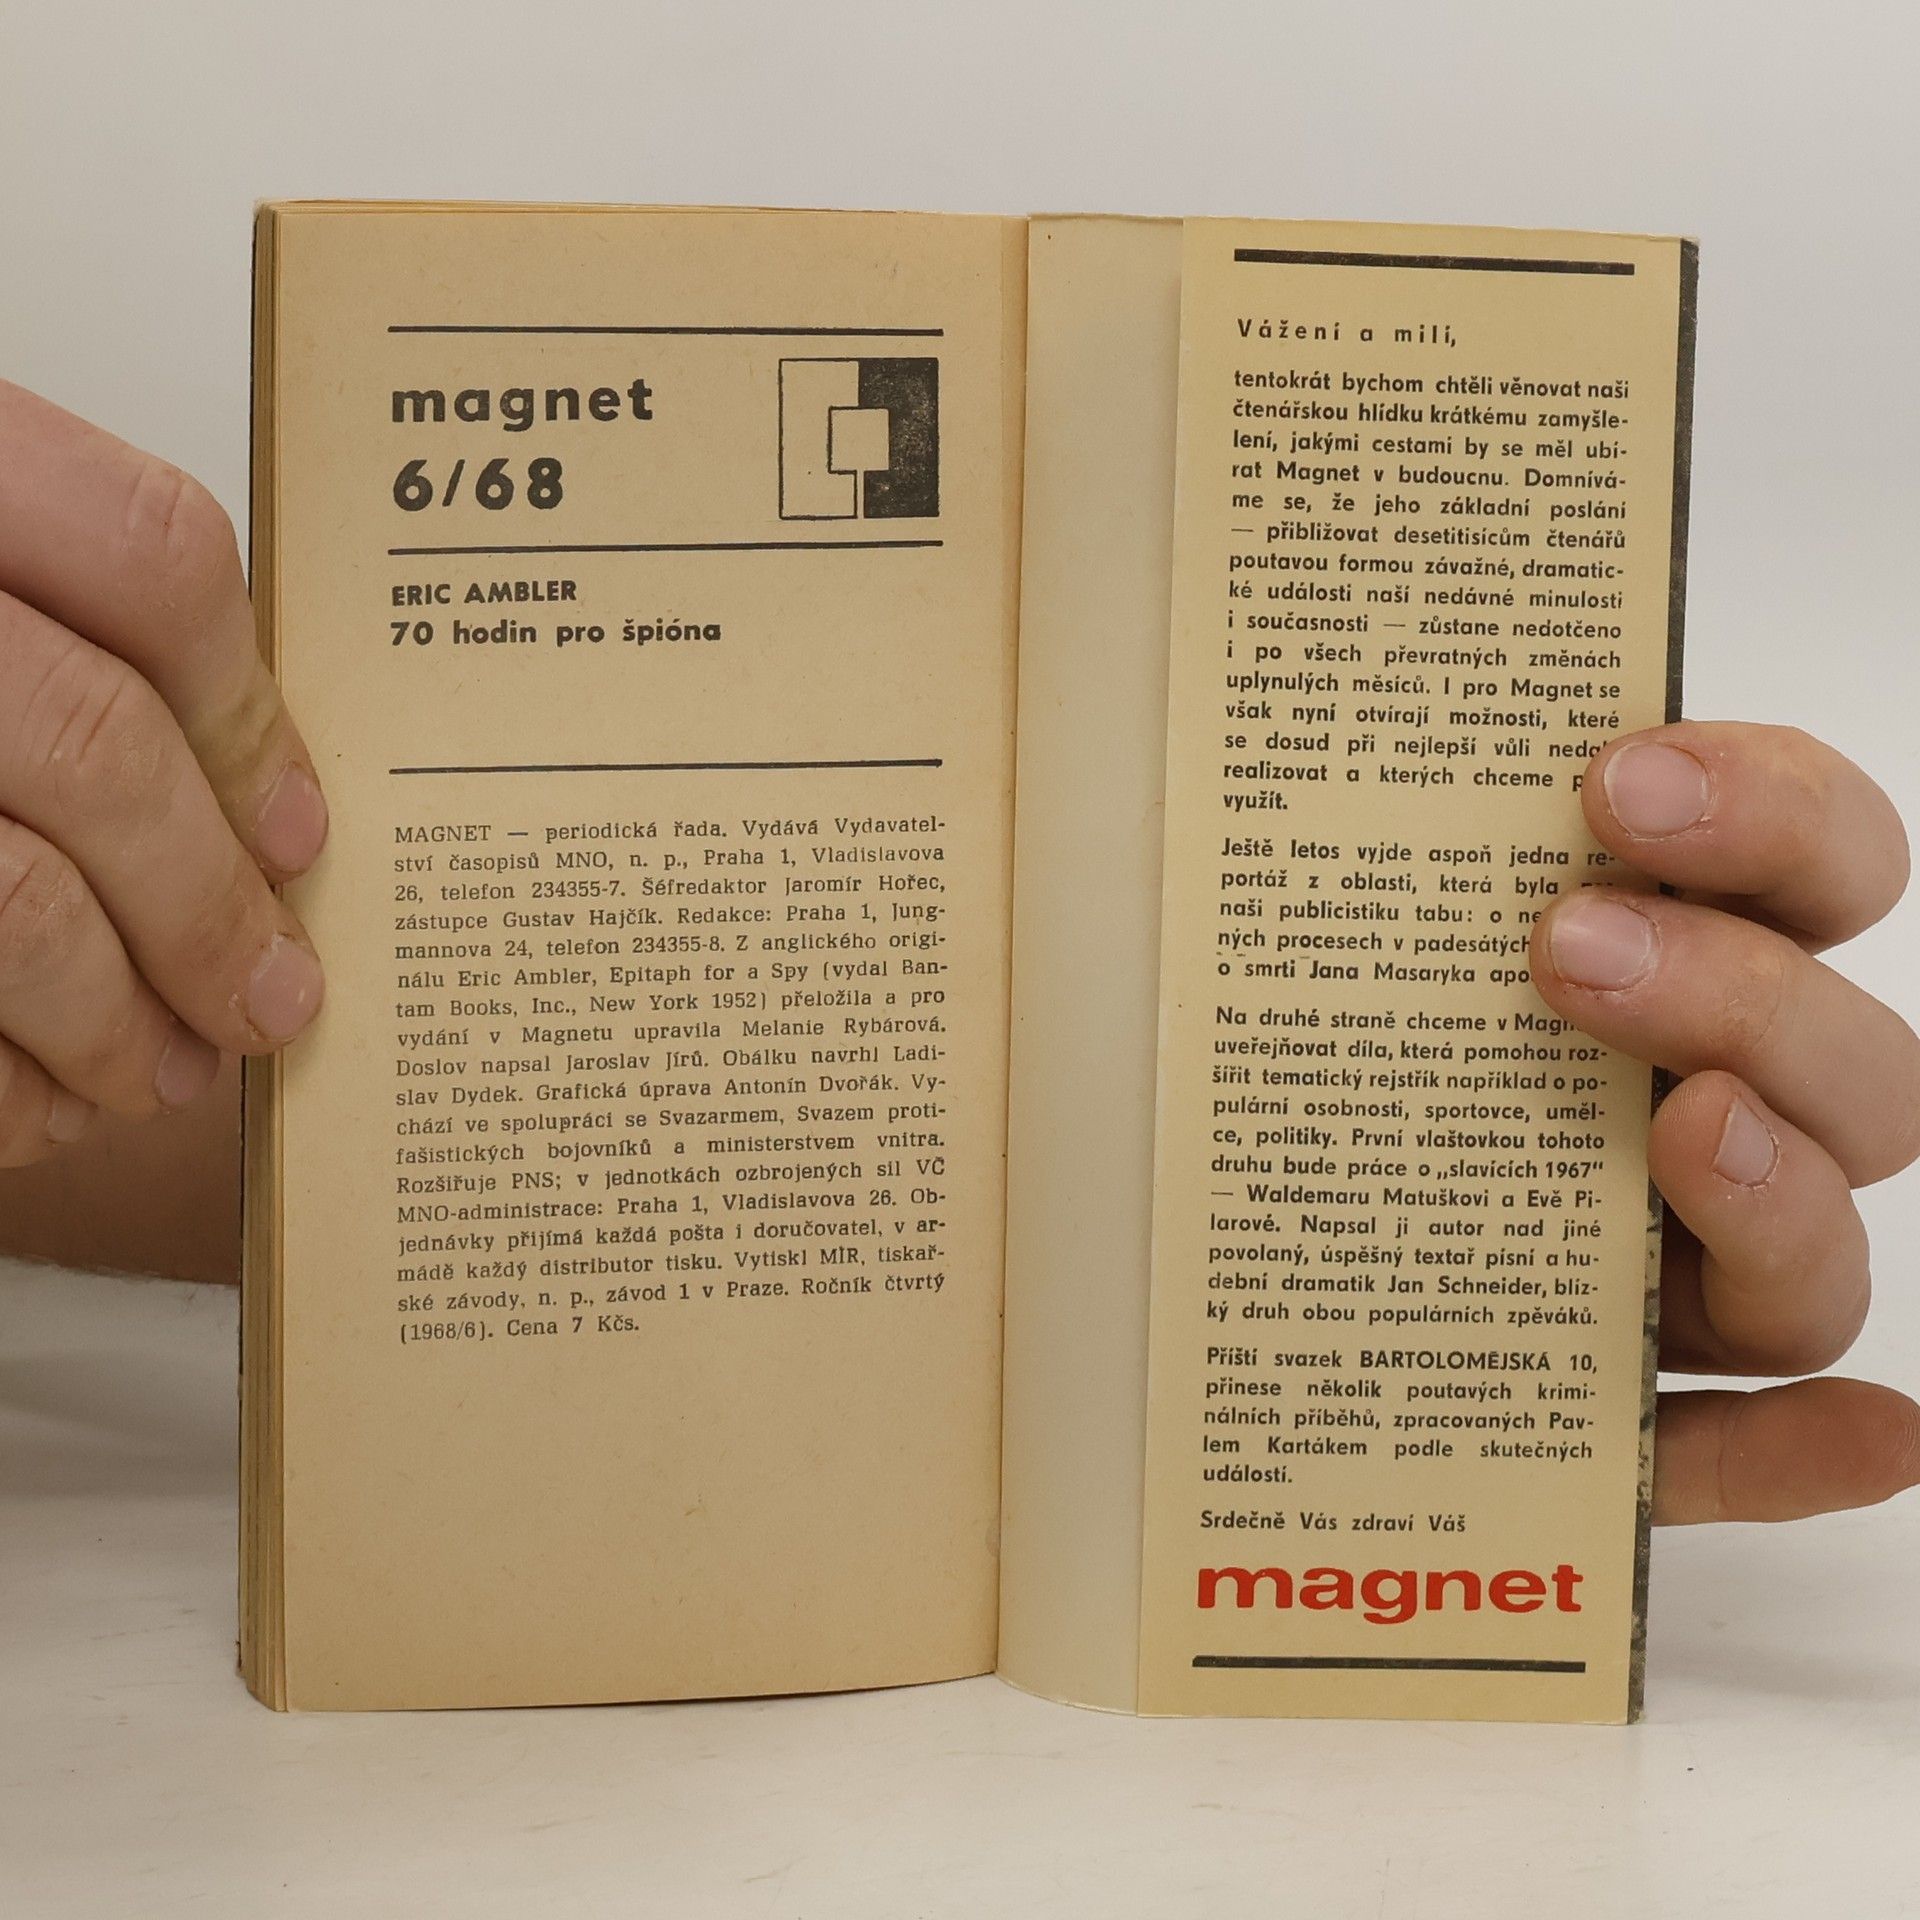 magnet
6/68
ERIC AMBLER
70 hodin pro špióna
MAGNET — periodická řada. Vydává Vydavatel-
ství časopisů MNO, n. p., Praha 1, Vladislavova
26, telefon 234355-7. Šéfredaktor Jaromír Hořec,
zástupce Gustav Hajčík. Redakce: Praha 1, Jung-
mannova 24, telefon 234355-8. Z anglického origi-
nálu Eric Ambler, Epitaph for a Spy (vydal Ban-
tam Books, Inc., New York 1952) přeložila a pro
vydání v Magnetu upravila Melanie Rybárová.
Doslov napsal Jaroslav Jírů. Obálku navrhl Ladi-
slav Dydek. Grafická úprava Antonín Dvořák. Vy-
chází ve spolupráci se Svazarmem, Svazem proti-
fašistických bojovníků a ministerstvem vnitra.
Rozšiřuje PNS; v jednotkách ozbrojených sil VČ
MNO-administrace: Praha 1, Vladislavova 26. Ob-
jednávky přijímá každá pošta i doručovatel, v ar-
mádě každý distributor tisku. Vytiskl MÍR, tiskař-
ské závody, n. p., závod 1 v Praze. Ročník čtvrtý
(1968/6). Cena 7 Kčs.
Vážení a milí,
tentokrát bychom chtěli věnovat naši
čtenářskou hlídku krátkému zamyšle-
lení, jakými cestami by se měl ubí-
rat Magnet v budoucnu. Domnívá-
me se, že jeho základní poslání
— přibližovat desetitisícům čtenářů
poutavou formou závažné, dramatic-
ké události naší nedávné minulosti
i současnosti — zůstane nedotčeno
i po všech převratných změnách
uplynulých měsíců. I pro Magnet se
však nyní otvírají možnosti, které
se dosud při nejlepší vůli
realizovat a kterých chceme
využít.
Ještě letos vyjde aspoň jedna re-
portáž z oblasti, která byla
naši publicistiku tabu: o
ných procesech v padesátých
o smrti Jana Masaryka
Na druhé straně chceme v
uveřejňovat díla, která pomohou roz-
šířit tematický rejstřík například o po-
pulární osobnosti, sportovce, uměl-
ce, politiky. První vlaštovkou tohoto
druhu bude práce o „slavících 1967“
— Waldemaru Matuškovi a Evě Pi-
larové. Napsal ji autor nad jiné
povolaný, úspěšný textař písní a hu-
debni dramatik Jan Schneider, blíz-
ký druh obou populárních zpěváků.
Příští svazek BARTOLOMĚJSKÁ 10,
přinese několik poutavých krimi-
nálních příběhů, zpracovaných Pav-
lem Kartákem podle skutečných
událostí.
Srdečně Vás zdraví Váš
magnet